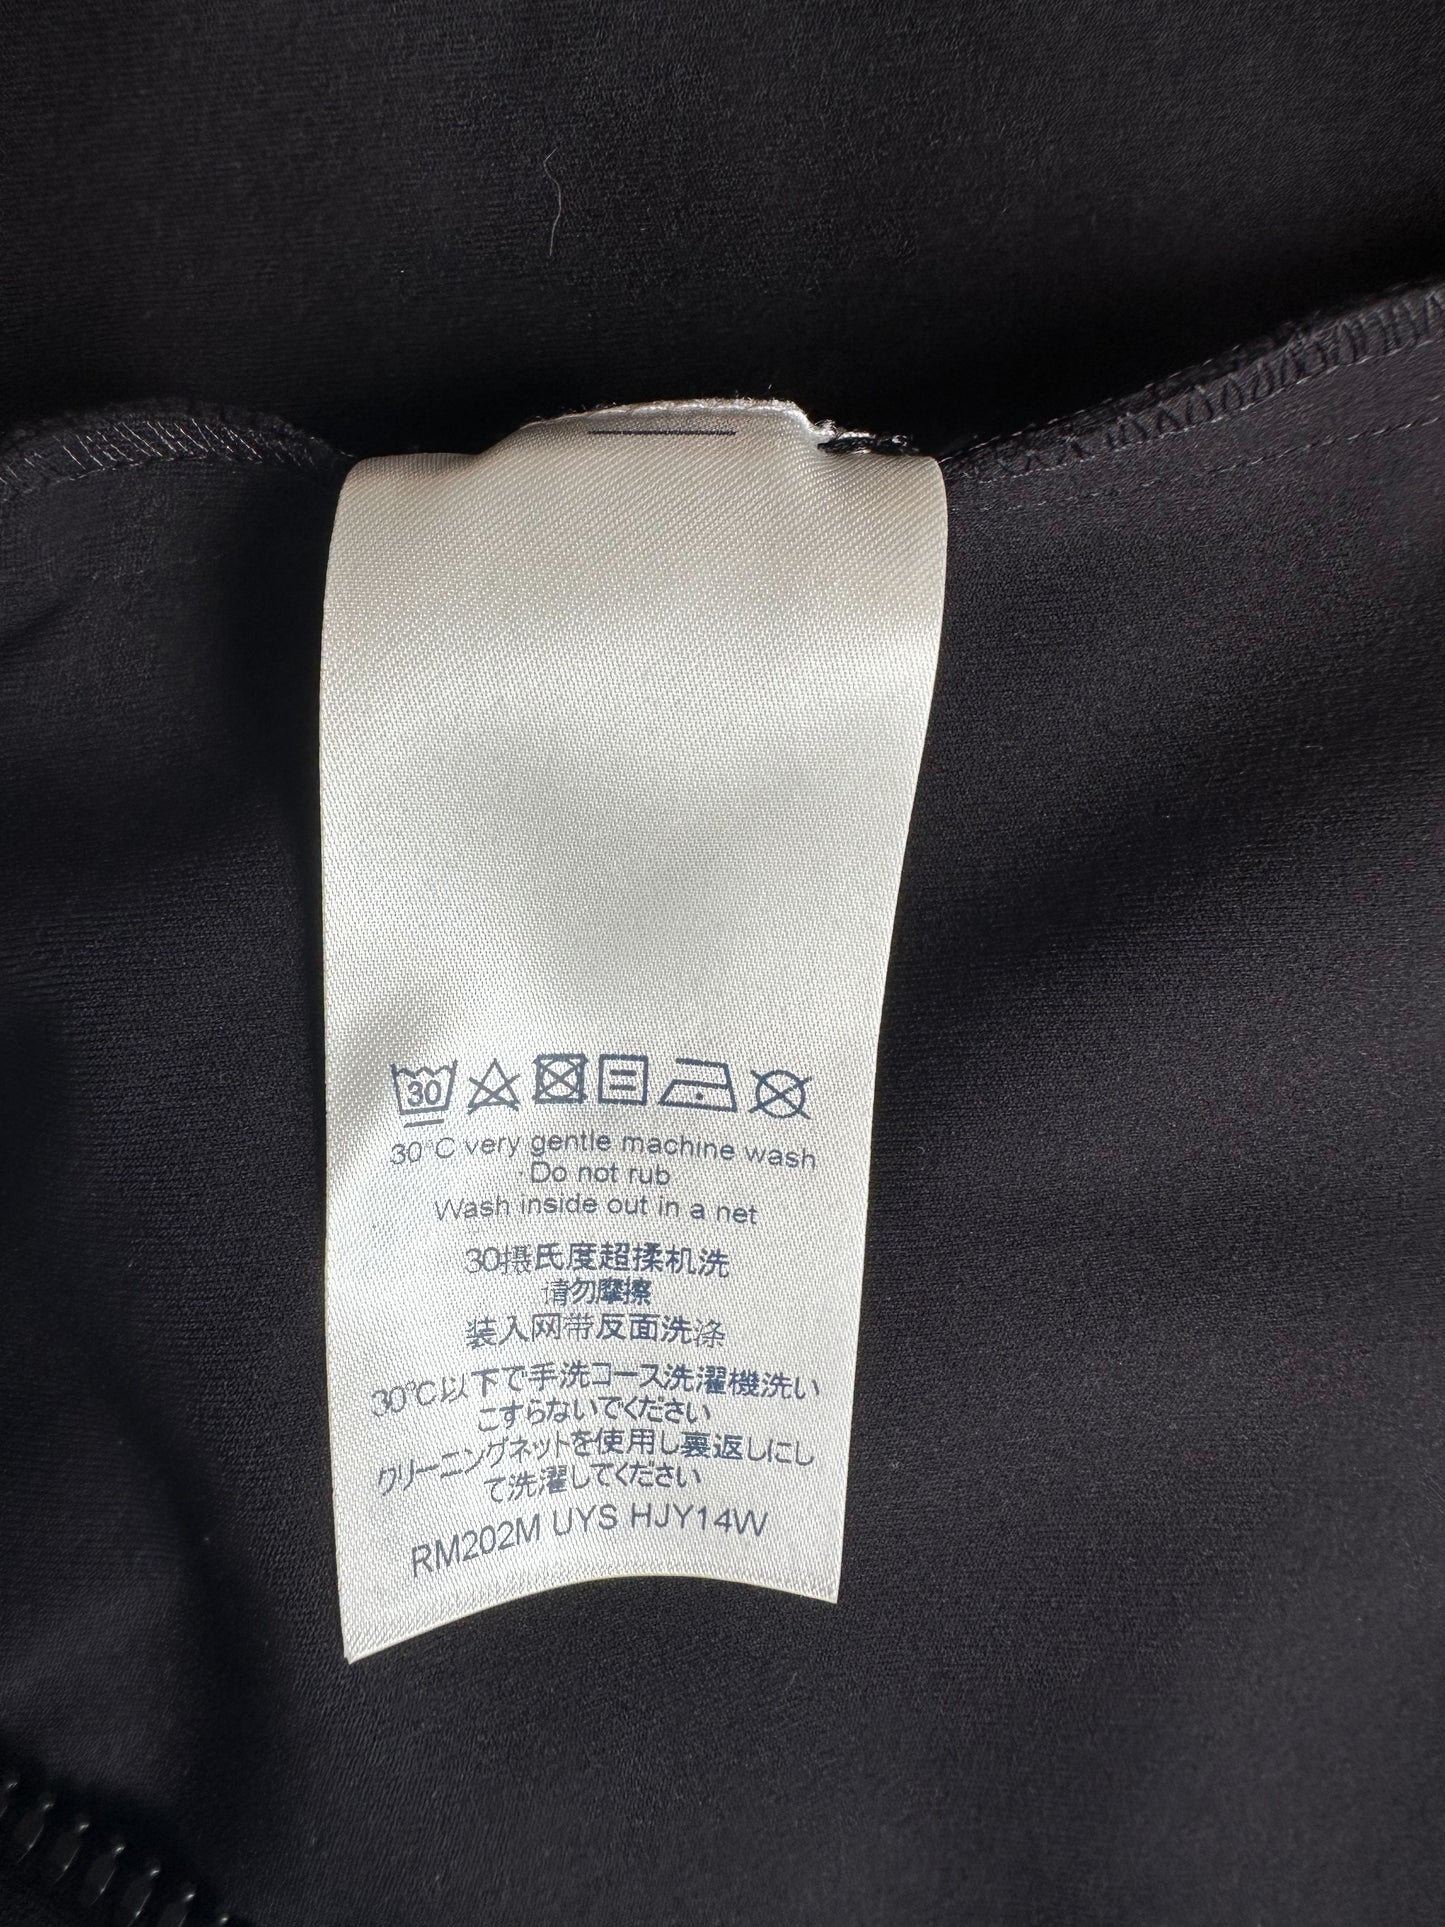 30
30°C very gentle machine wash
Do not rub
Wash inside out in a net
30摄氏度超柔机洗
请勿摩擦
装入网带反面洗涤
30℃以下で手洗コース洗濯機洗い
こすらないでください
クリーニングネットを使用し裏返しにし
て洗濯してください
RM202M UYS HJY14W